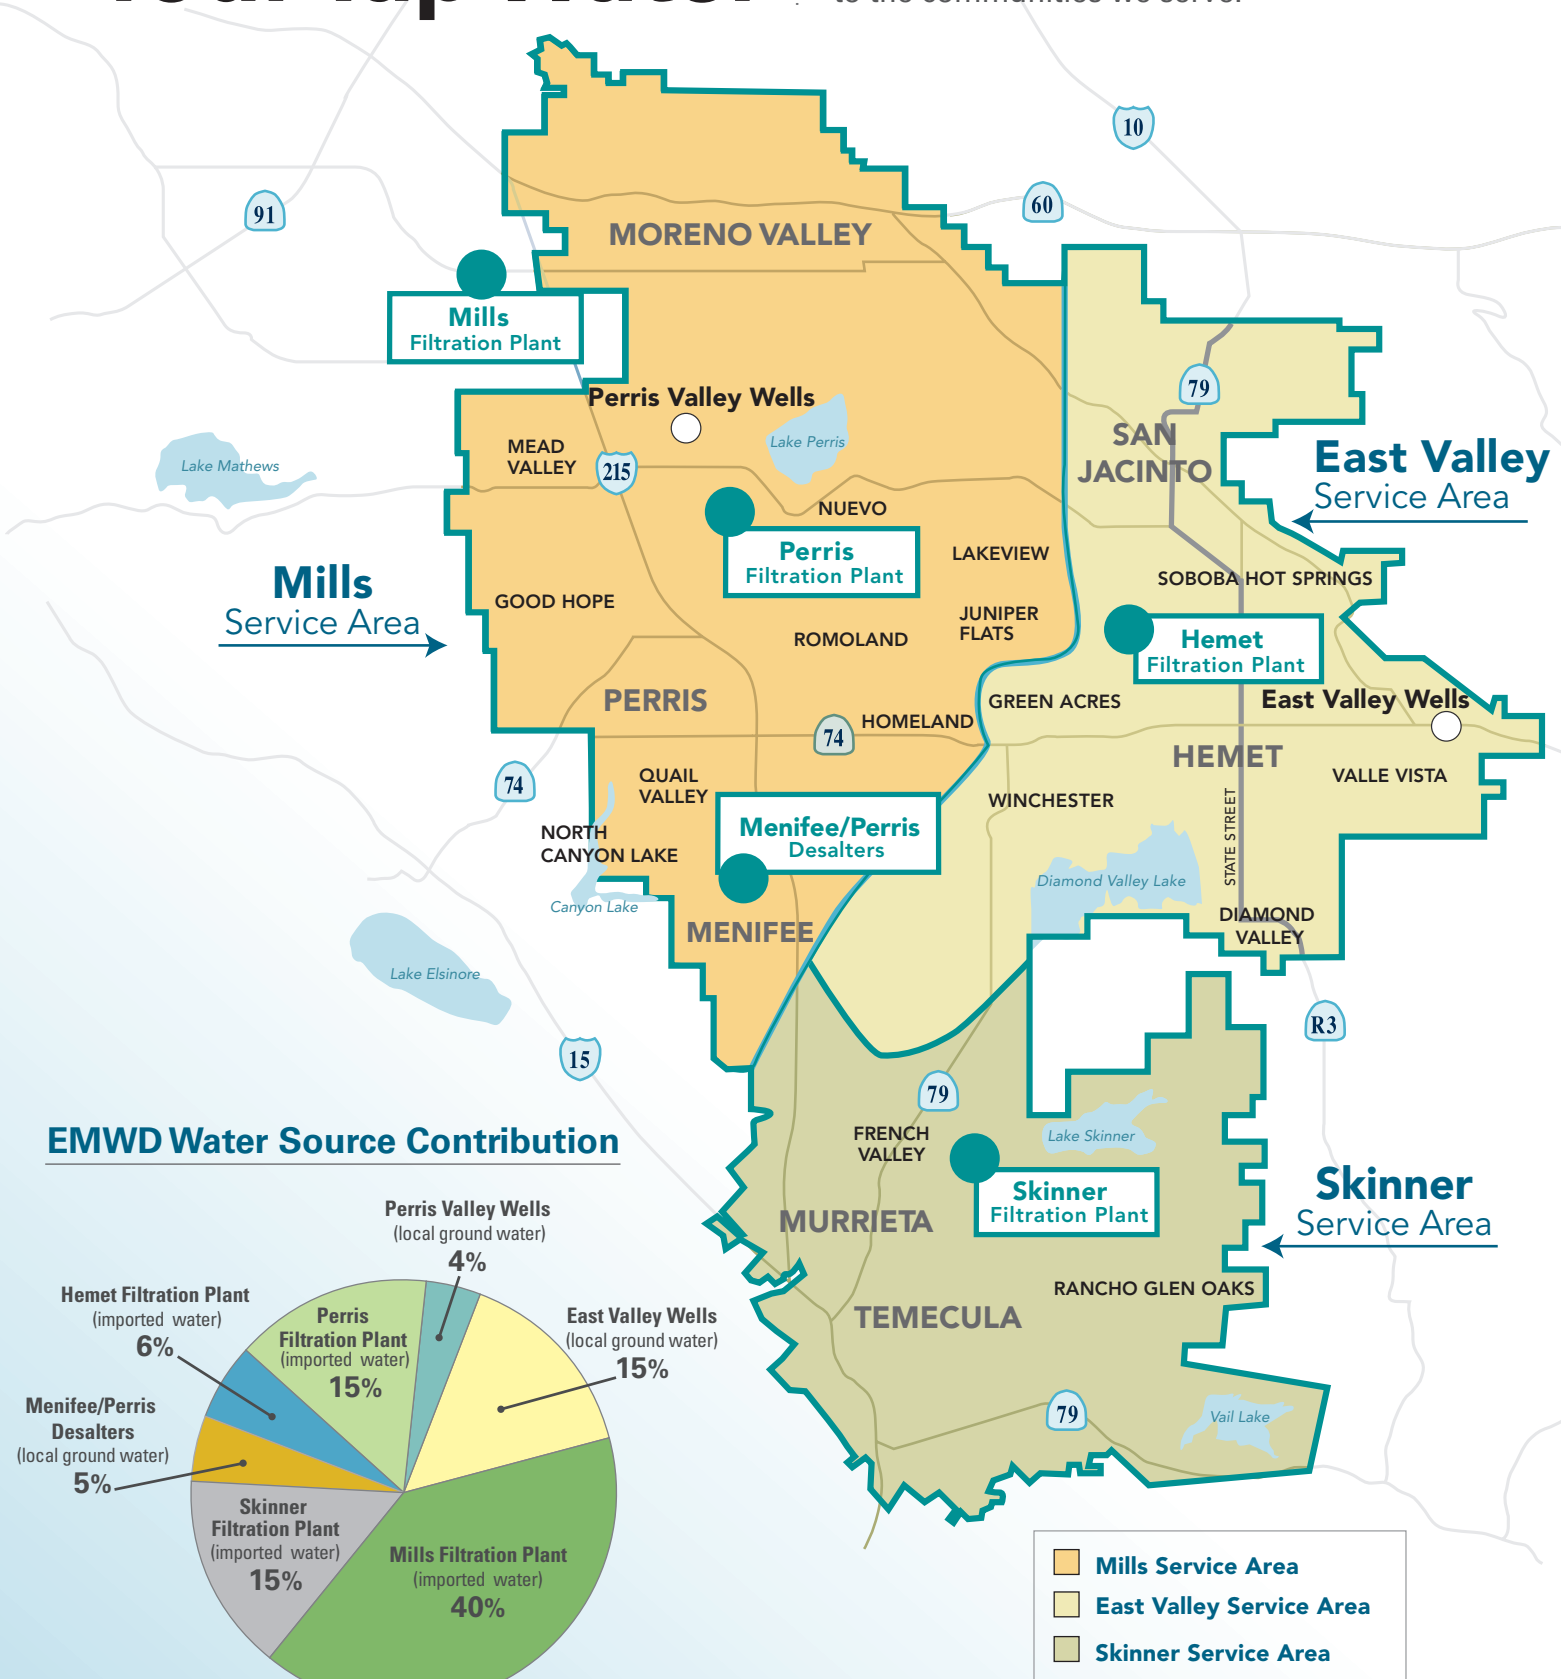 Your Tap Water
to the communities we serve.
10
91
60
MORENO VALLEY
Mills
Filtration Plant
79
Perris Valley Wells
SAN
JACINTO
Lake Perris
MEAD
VALLEY
215
Lake Mathews
East Valley
Service Area
NUEVO
Perris
Filtration Plant
LAKEVIEW
SOBOBA HOT SPRINGS
Mills
Service Area
GOOD HOPE
JUNIPER
FLATS
ROMOLAND
Hemet
Filtration Plant
PERRIS
GREEN ACRES
East Valley Wells
HOMELAND
74
HEMET
74
QUAIL
VALLEY
VALLE VISTA
WINCHESTER
STATE STREET
Menifee/Perris
Desalters
NORTH
CANYON LAKE
Diamond Valley Lake
Canyon Lake
DIAMOND
VALLEY
MENIFEE
Lake Elsinore
R3
15
79
FRENCH
VALLEY
Lake Skinner
Skinner
Filtration Plant
Skinner
Service Area
MURRIETA
RANCHO GLEN OAKS
TEMECULA
79
Vail Lake
EMWD Water Source Contribution
Perris Valley Wells
(local ground water)
4%
Hemet Filtration Plant
(imported water)
6%
Perris
Filtration Plant
(imported water)
15%
East Valley Wells
(local ground water)
15%
Menifee/Perris
Desalters
(local ground water)
5%
Skinner
Filtration Plant
(imported water)
15%
Mills Filtration Plant
(imported water)
40%
Mills Service Area
East Valley Service Area
Skinner Service Area